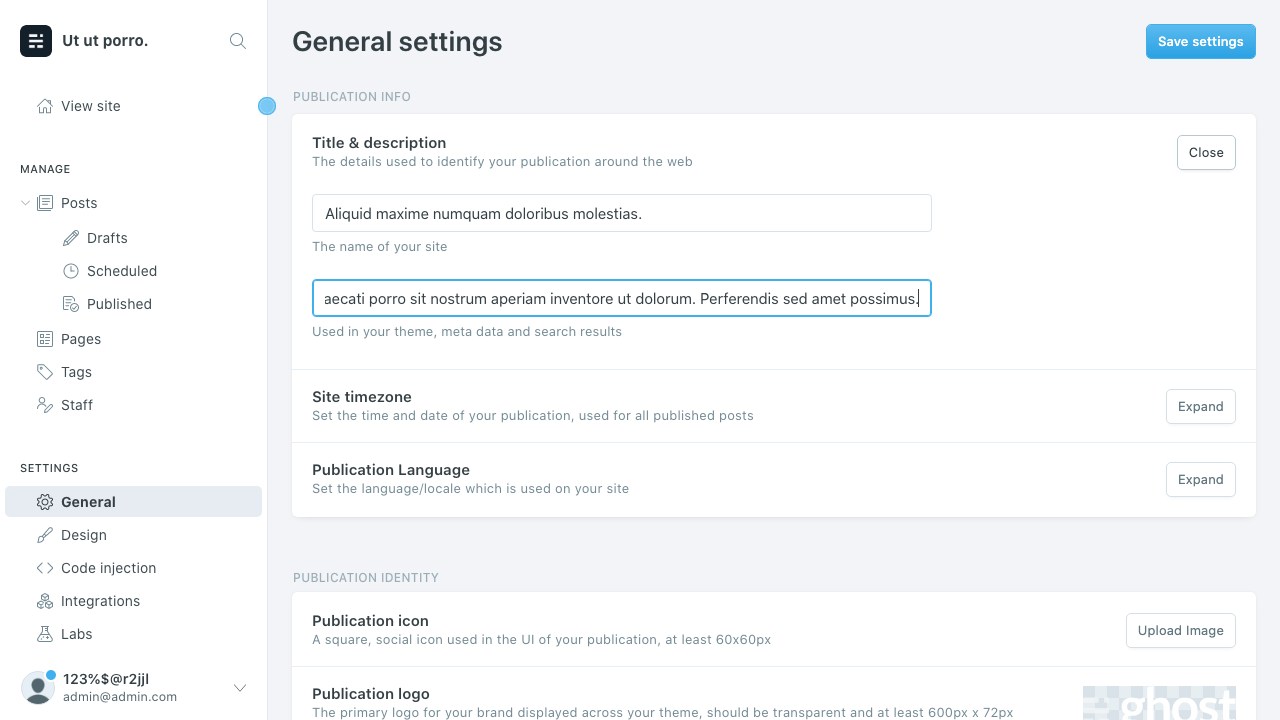 Ut ut porro.
General settings
Save settings
View site
PUBLICATION INFO
Title & description
The details used to identify your publication around the web
Close
MANAGE
Posts
Aliquid maxime numquam doloribus molestias.
Drafts
The name of your site
Scheduled
aecati porro sit nostrum aperiam inventore ut dolorum. Perferendis sed amet possimus.
Published
Used in your theme, meta data and search results
Pages
Tags
Staff
Site timezone
Set the time and date of your publication, used for all published posts
Expand
SETTINGS
Publication Language
Set the language/locale which is used on your site
Expand
General
Design
Code injection
PUBLICATION IDENTITY
Integrations
Publication icon
A square, social icon used in the UI of your publication, at least 60x60px
Upload Image
Labs
123%$@r2jjl
admin@admin.com
Publication logo
The primary logo for your brand displayed across your theme, should be transparent and at least 600px x 72px
ghost